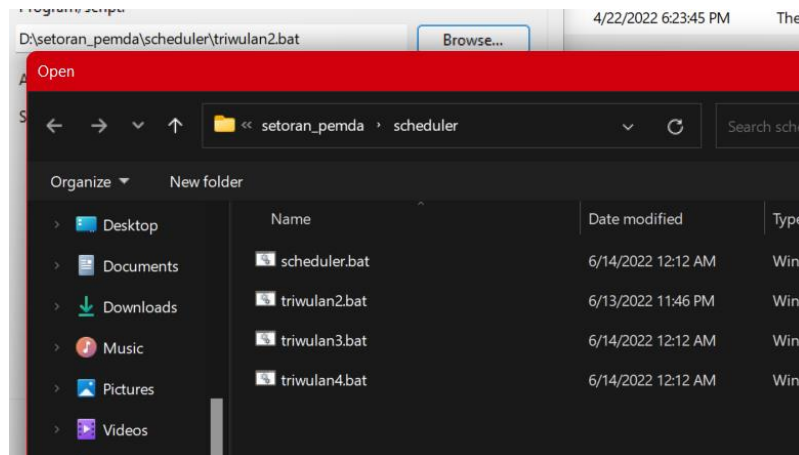 Program/script:
4/22/2022 6:23:45 PM The
D:\setoran_pemda\scheduler\triwulan2.bat Browse...
A
Open
S
« setoran_pemda › scheduler Search sche
Organize New folder
Name Date modified Type
Desktop
Documents
Downloads
Music
Pictures
Videos
scheduler.bat 6/14/2022 12:12 AM Win
triwulan2.bat 6/13/2022 11:46 PM Win
triwulan3.bat 6/14/2022 12:12 AM Win
triwulan4.bat 6/14/2022 12:12 AM Win